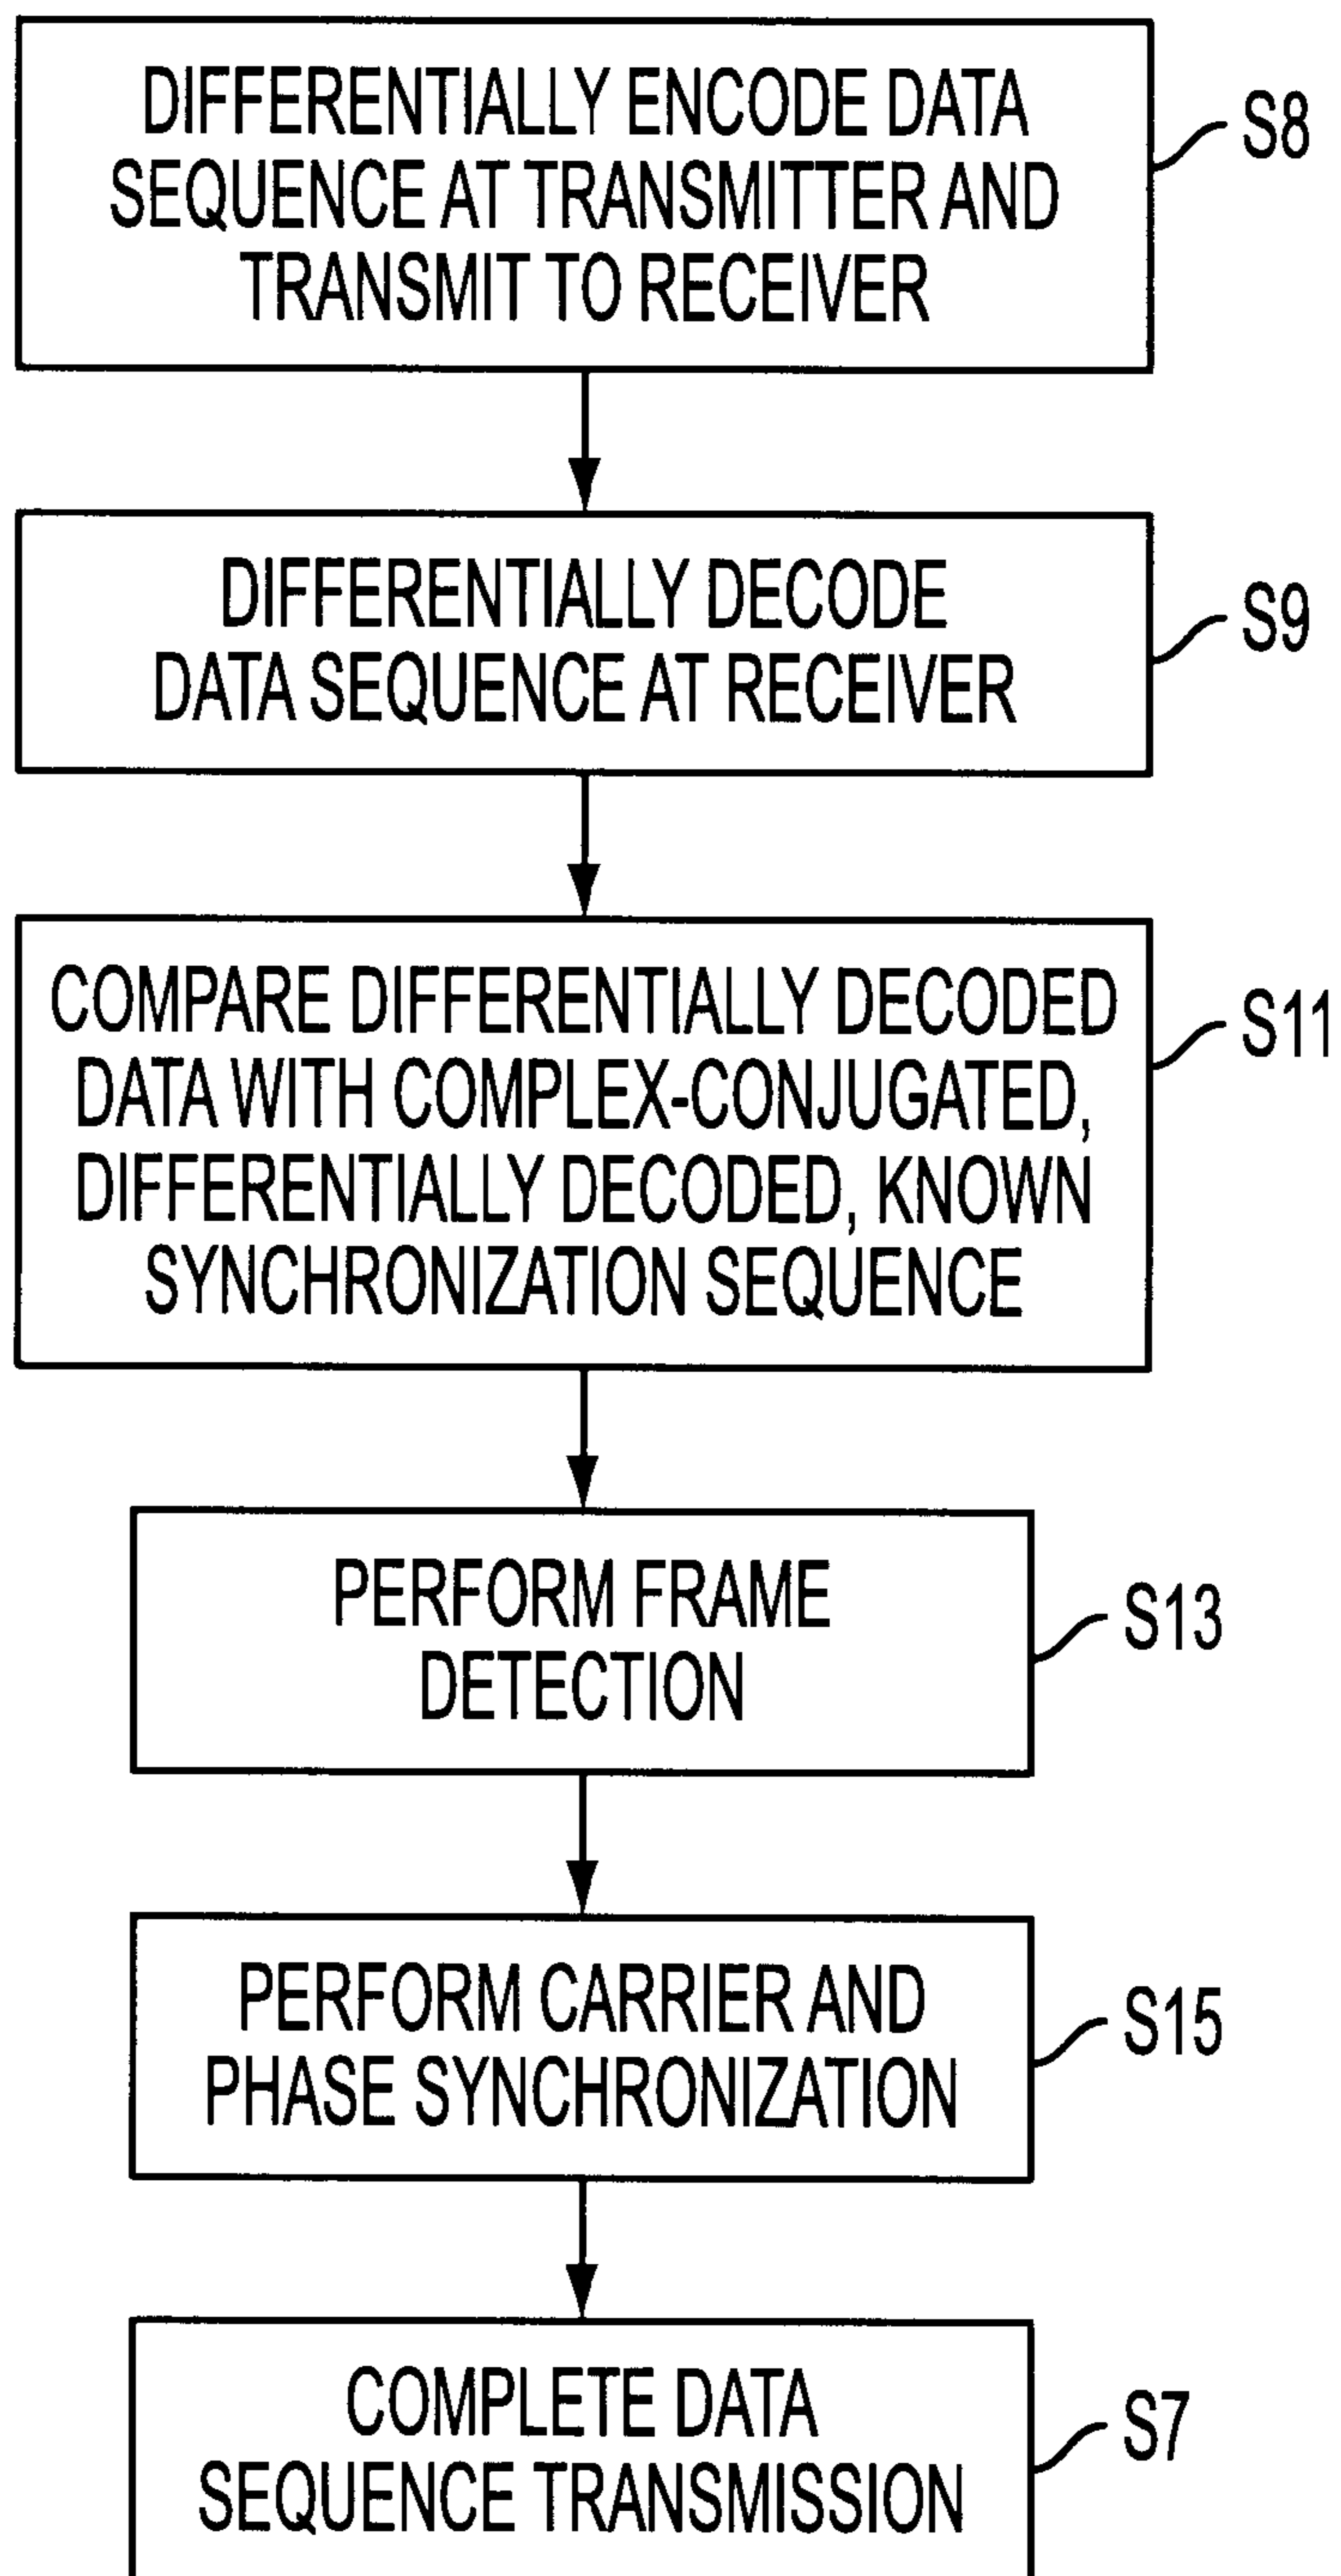 DIFFERENTIALLY ENCODE DATA
SEQUENCE AT TRANSMITTER AND
TRANSMIT TO RECEIVER
S8
DIFFERENTIALLY DECODE
DATA SEQUENCE AT RECEIVER
S9
COMPARE DIFFERENTIALLY DECODED
DATA WITH COMPLEX-CONJUGATED,
DIFFERENTIALLY DECODED, KNOWN
SYNCHRONIZATION SEQUENCE
S11
PERFORM FRAME
DETECTION
S13
PERFORM CARRIER AND
PHASE SYNCHRONIZATION
S15
COMPLETE DATA
SEQUENCE TRANSMISSION
S7